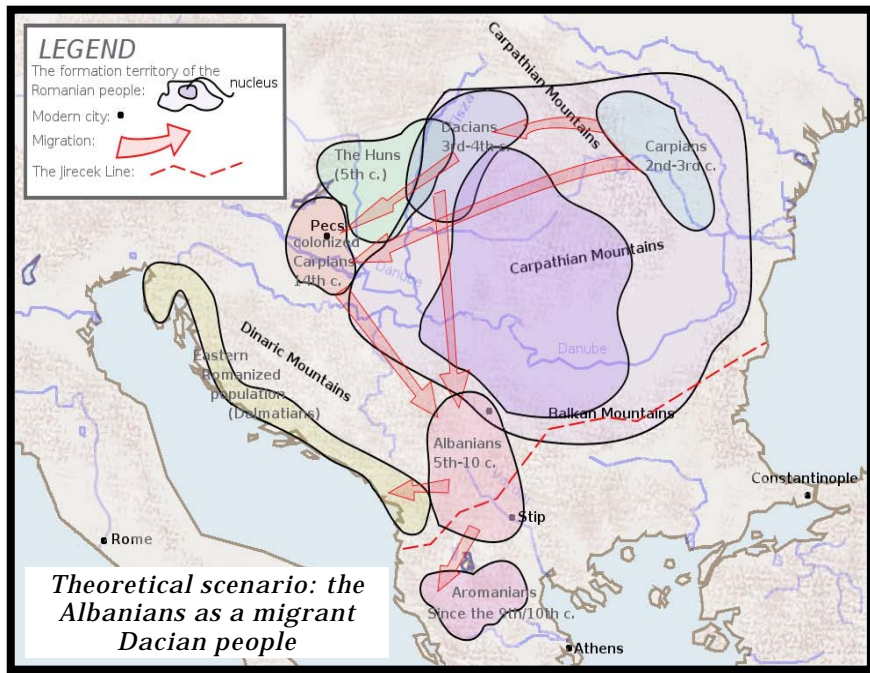 LEGEND
The formation territory of the
Romanian people:
nucleus
Modern city:
Migration:
The Jirecek Line:
Carpathian Mountains
Tisza
Dacians
3rd-4th c.
Carpians
2nd-3rd c.
The Huns
(5th c.)
Pecs
colonized
Carpians
14th c.
Danube
Carpathian Mountains
Dinaric Mountains
Danube
Eastern
Romanized
population
(Dalmatians)
Balkan Mountains
Albanians
5th-10 c.
Constantinople
Stip
Rome
Theoretical scenario: the
Albanians as a migrant
Dacian people
Aromanians
Since the 9th/10th c.
Athens